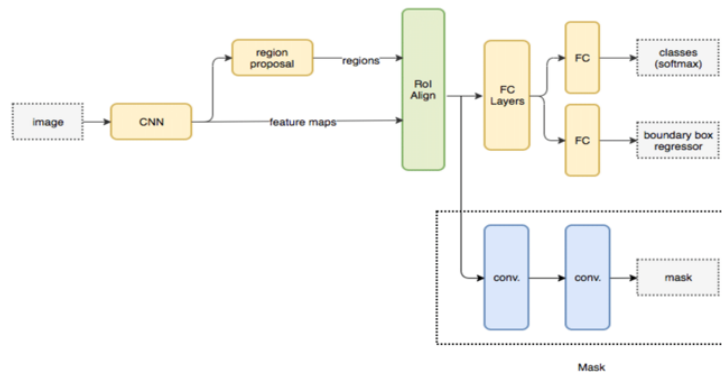 region
proposal
regions
image
CNN
feature maps
RoI
Align
FC
Layers
FC
classes
(softmax)
FC
boundary box
regressor
conv.
conv.
mask
Mask